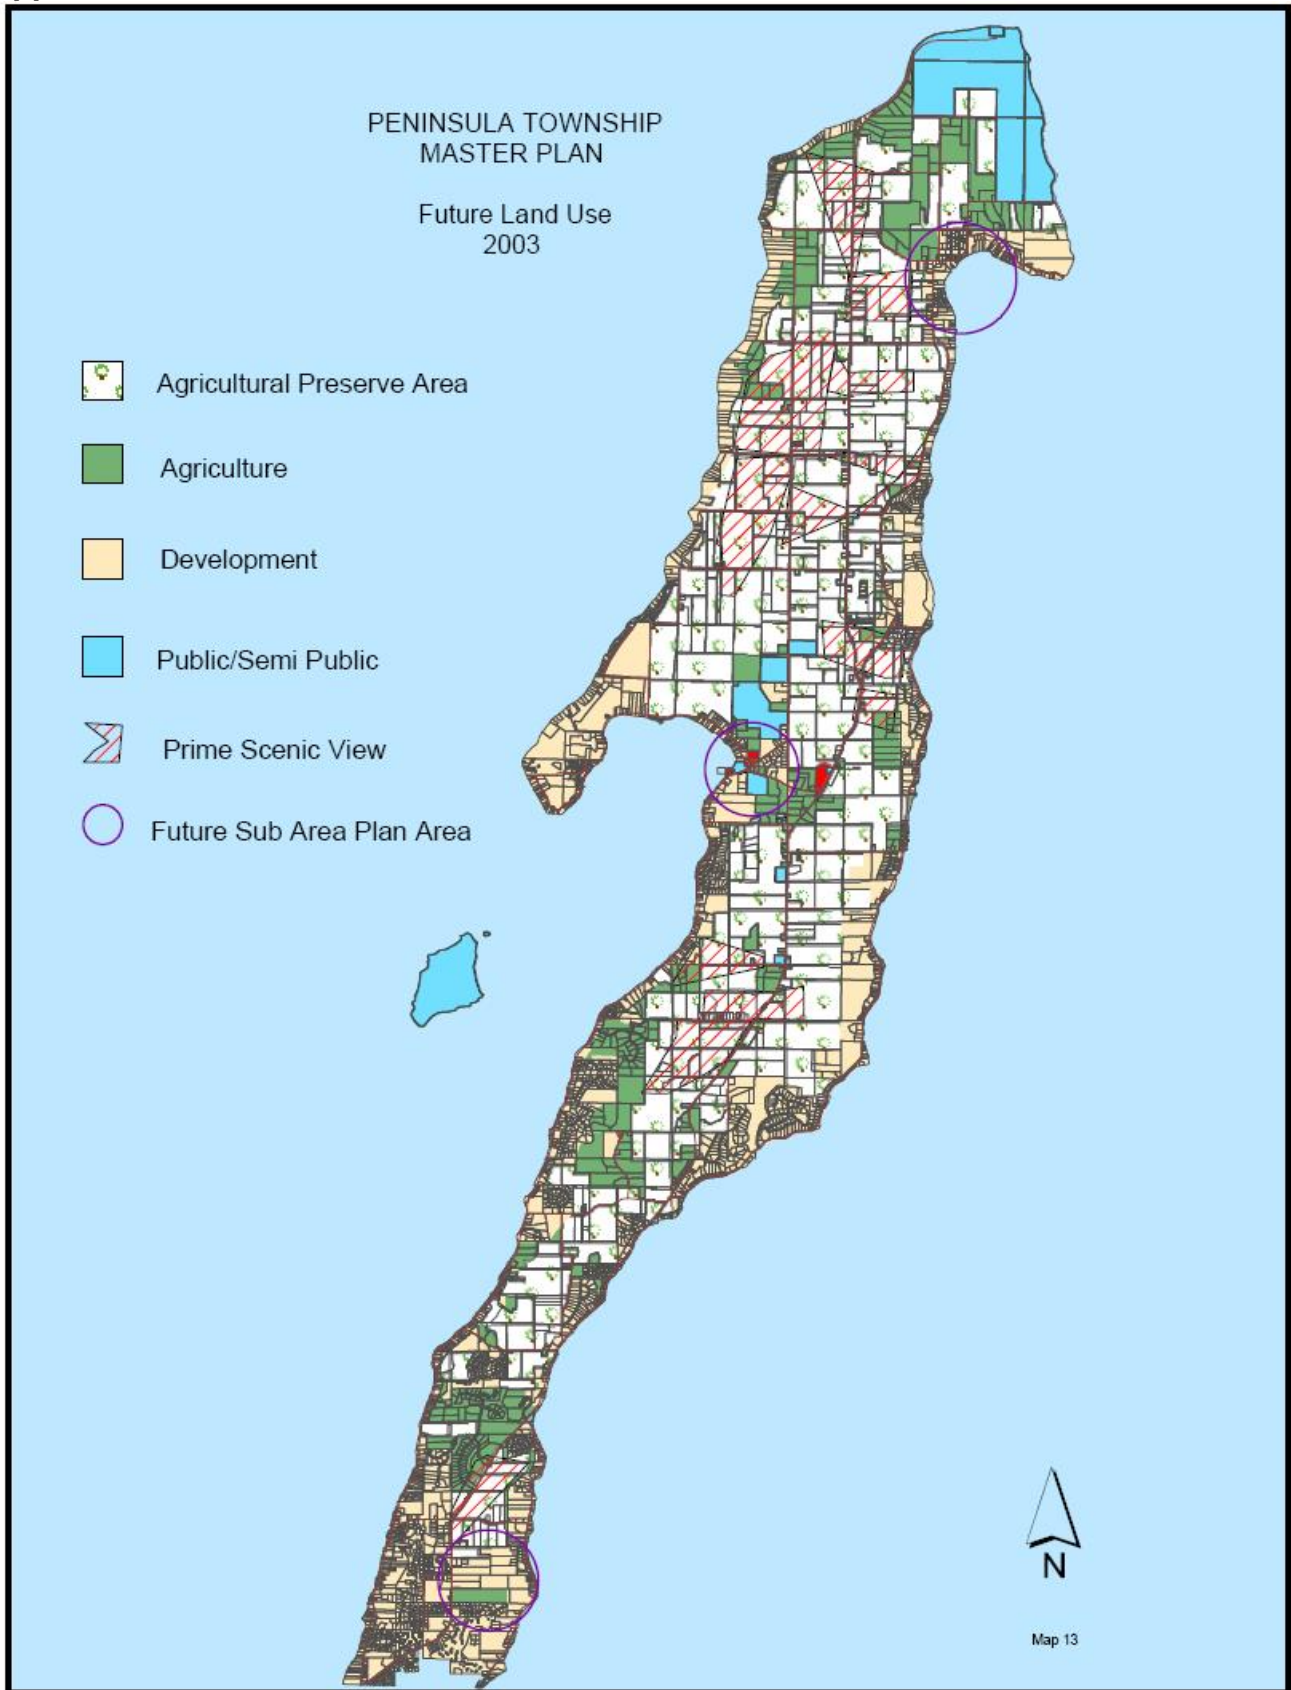 PENINSULA TOWNSHIP
MASTER PLAN
Future Land Use
2003
Agricultural Preserve Area
Agriculture
Development
Public/Semi Public
Prime Scenic View
Future Sub Area Plan Area
N
Map 13